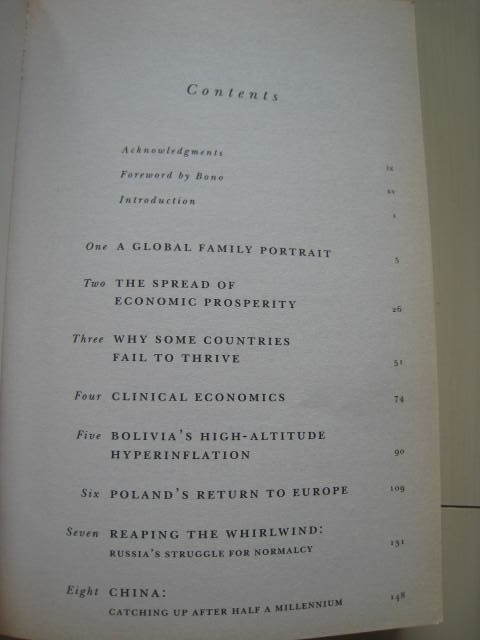 Contents
Acknowledgments ix
Foreword by Bono xv
Introduction 1
One A GLOBAL FAMILY PORTRAIT 5
Two THE SPREAD OF
ECONOMIC PROSPERITY 26
Three WHY SOME COUNTRIES
FAIL TO THRIVE 51
Four CLINICAL ECONOMICS 74
Five BOLIVIA'S HIGH-ALTITUDE
HYPERINFLATION 90
Six POLAND'S RETURN TO EUROPE 109
Seven REAPING THE WHIRLWIND:
RUSSIA'S STRUGGLE FOR NORMALCY 131
Eight CHINA:
CATCHING UP AFTER HALF A MILLENNIUM 148